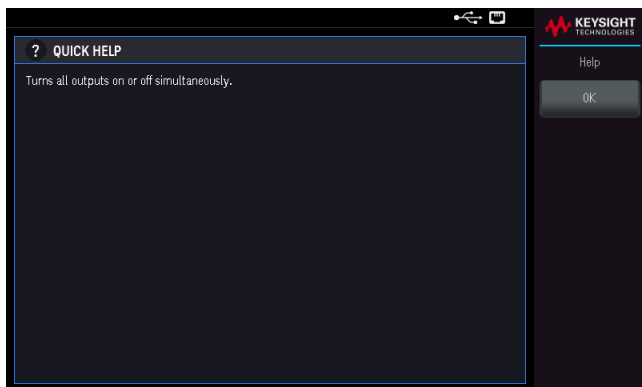 KEYSIGHT
TECHNOLOGIES
? QUICK HELP
Turns all outputs on or off simultaneously.
Help
OK